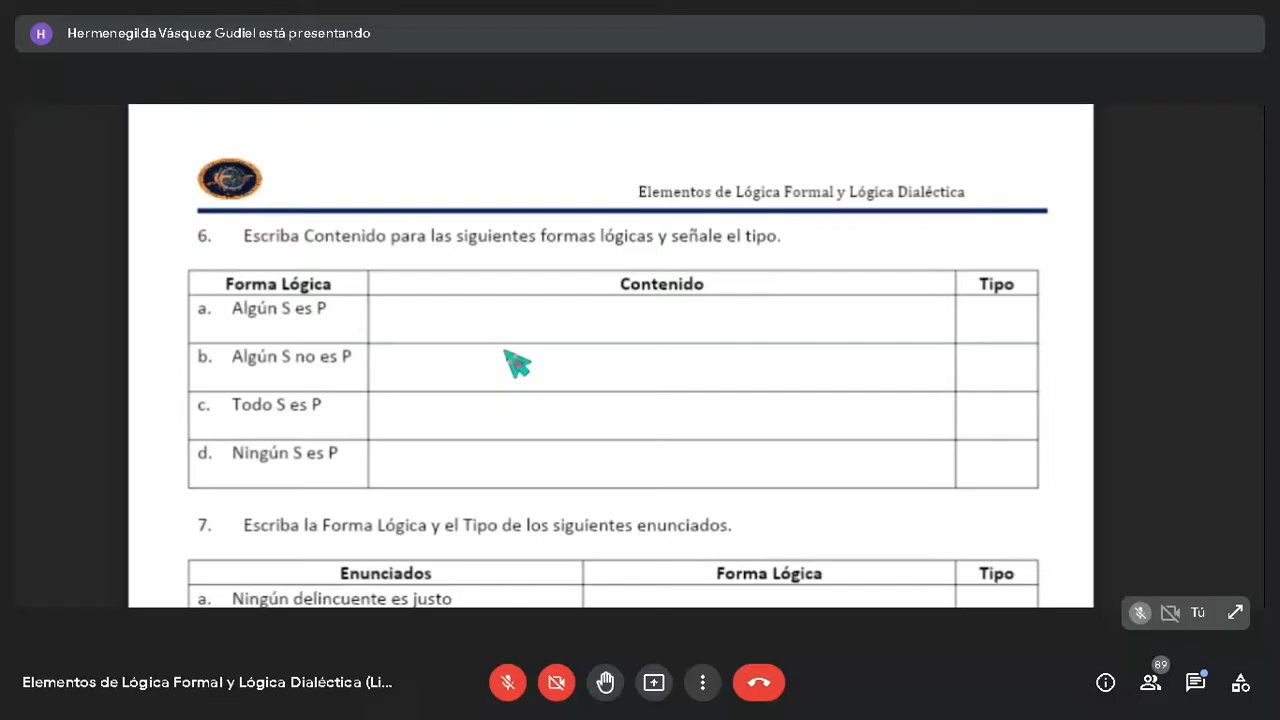 H Hermenegilda Vásquez Gudiel está presentando
Elementos de Lógica Formal y Lógica Dialéctica
6. Escriba Contenido para las siguientes formas lógicas y señale el tipo.
Forma Lógica Contenido Tipo
a. Algún S es P
b. Algún S no es P
c. Todo S es P
d. Ningún S es P
7. Escriba la Forma Lógica y el Tipo de los siguientes enunciados.
Enunciados Forma Lógica Tipo
a. Ningún delincuente es justo
Tú
Elementos de Lógica Formal y Lógica Dialéctica (Li...
89